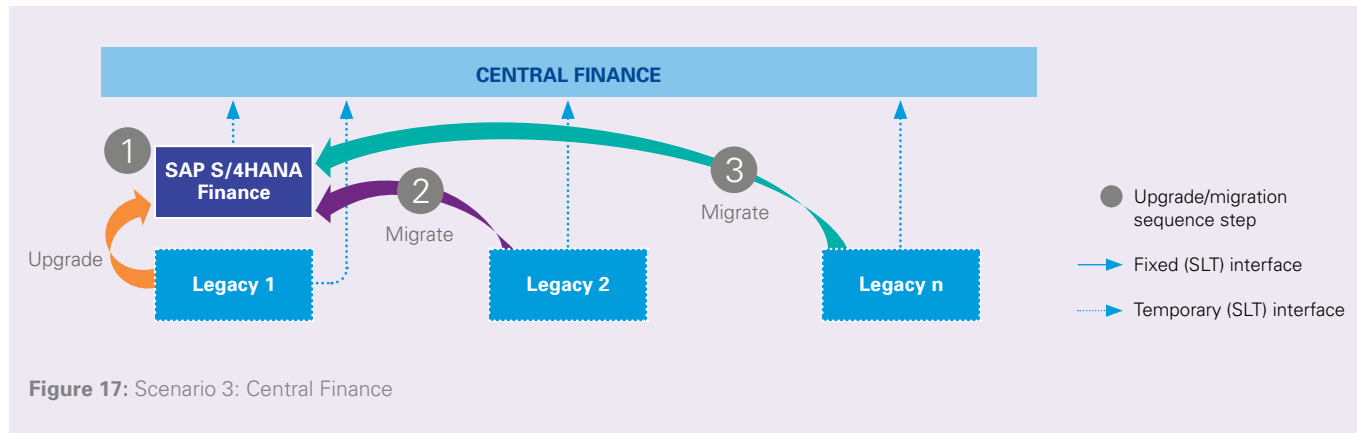 CENTRAL FINANCE
1
SAP S/4HANA
Finance
2
3
Migrate
Migrate
Upgrade
Legacy 1
Legacy 2
Legacy n
Upgrade/migration
sequence step
Fixed (SLT) interface
Temporary (SLT) interface
Figure 17: Scenario 3: Central Finance